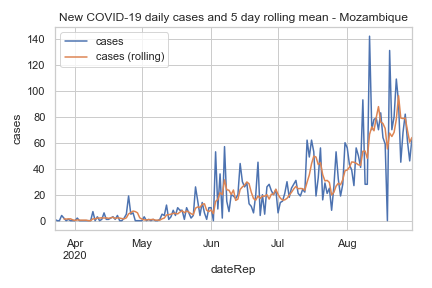 New COVID-19 daily cases and 5 day rolling mean - Mozambique
cases
cases (rolling)
140
120
100
80
60
40
20
0
cases
Apr
2020
May
Jun
Jul
Aug
dateRep